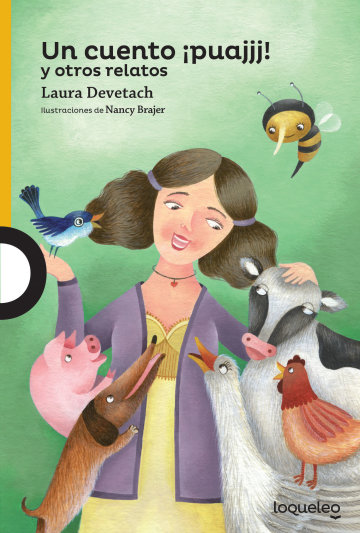 Un cuento ¡puajjj!
y otros relatos
Laura Devetach
Ilustraciones de Nancy Brajer
loqueleo